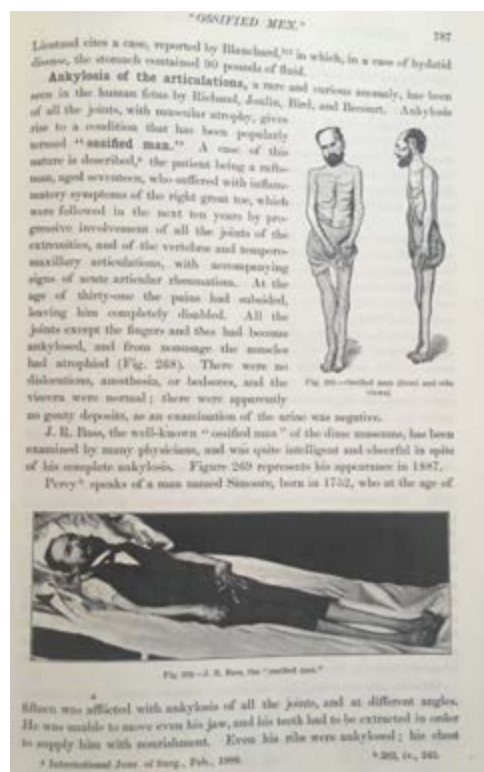 "OSSIFIED MEN."
787
Lieutaud cites a case, reported by Blanchard, in which, in a case of hydatid
disease, the stomach contained 90 pounds of fluid.
Ankylosis of the articulations, a rare and curious anomaly, has been
seen in the human fetus by Richaud, Joulin, Bird, and Becourt. Ankylosis
of all the joints, with muscular atrophy, gives
rise to a condition that has been popularly
termed "ossified man." A case of this
nature is described, the patient being a
man, aged seventeen, who suffered with inflam-
matory symptoms of the right great toe, which
were followed in the next ten years by pro-
gressive involvement of all the joints of the
extremities, and of the vertebræ and temporo-
maxillary articulations, with accompanying
signs of acute articular rheumatism. At the
age of thirty-one the pains had subsided,
leaving him completely disabled. All the
joints except the fingers and toes had become
ankylosed, and from nonusage the muscles
had atrophied (Fig. 268). There were no
dislocations, anesthesia, or bedsores, and the
viscera were normal; there were apparently
no gouty deposits, as an examination of the urine was negative.
Fig. 268.—Ossified man (front and side
views).
J. R. Bass, the well-known "ossified man" of the dime museums, has been
examined by many physicians, and was quite intelligent and cheerful in spite
of his complete ankylosis. Figure 269 represents his appearance in 1887.
Percy speaks of a man named Simoore, born in 1752, who at the age of
Fig. 269.—J. R. Bass, the "ossified man."
fifteen was afflicted with ankylosis of all the joints, and at different angles.
He was unable to move even his jaw, and his teeth had to be extracted in order
to supply him with nourishment. Even his ribs were ankylosed; his chest
International Jour. of Surg., Feb.,